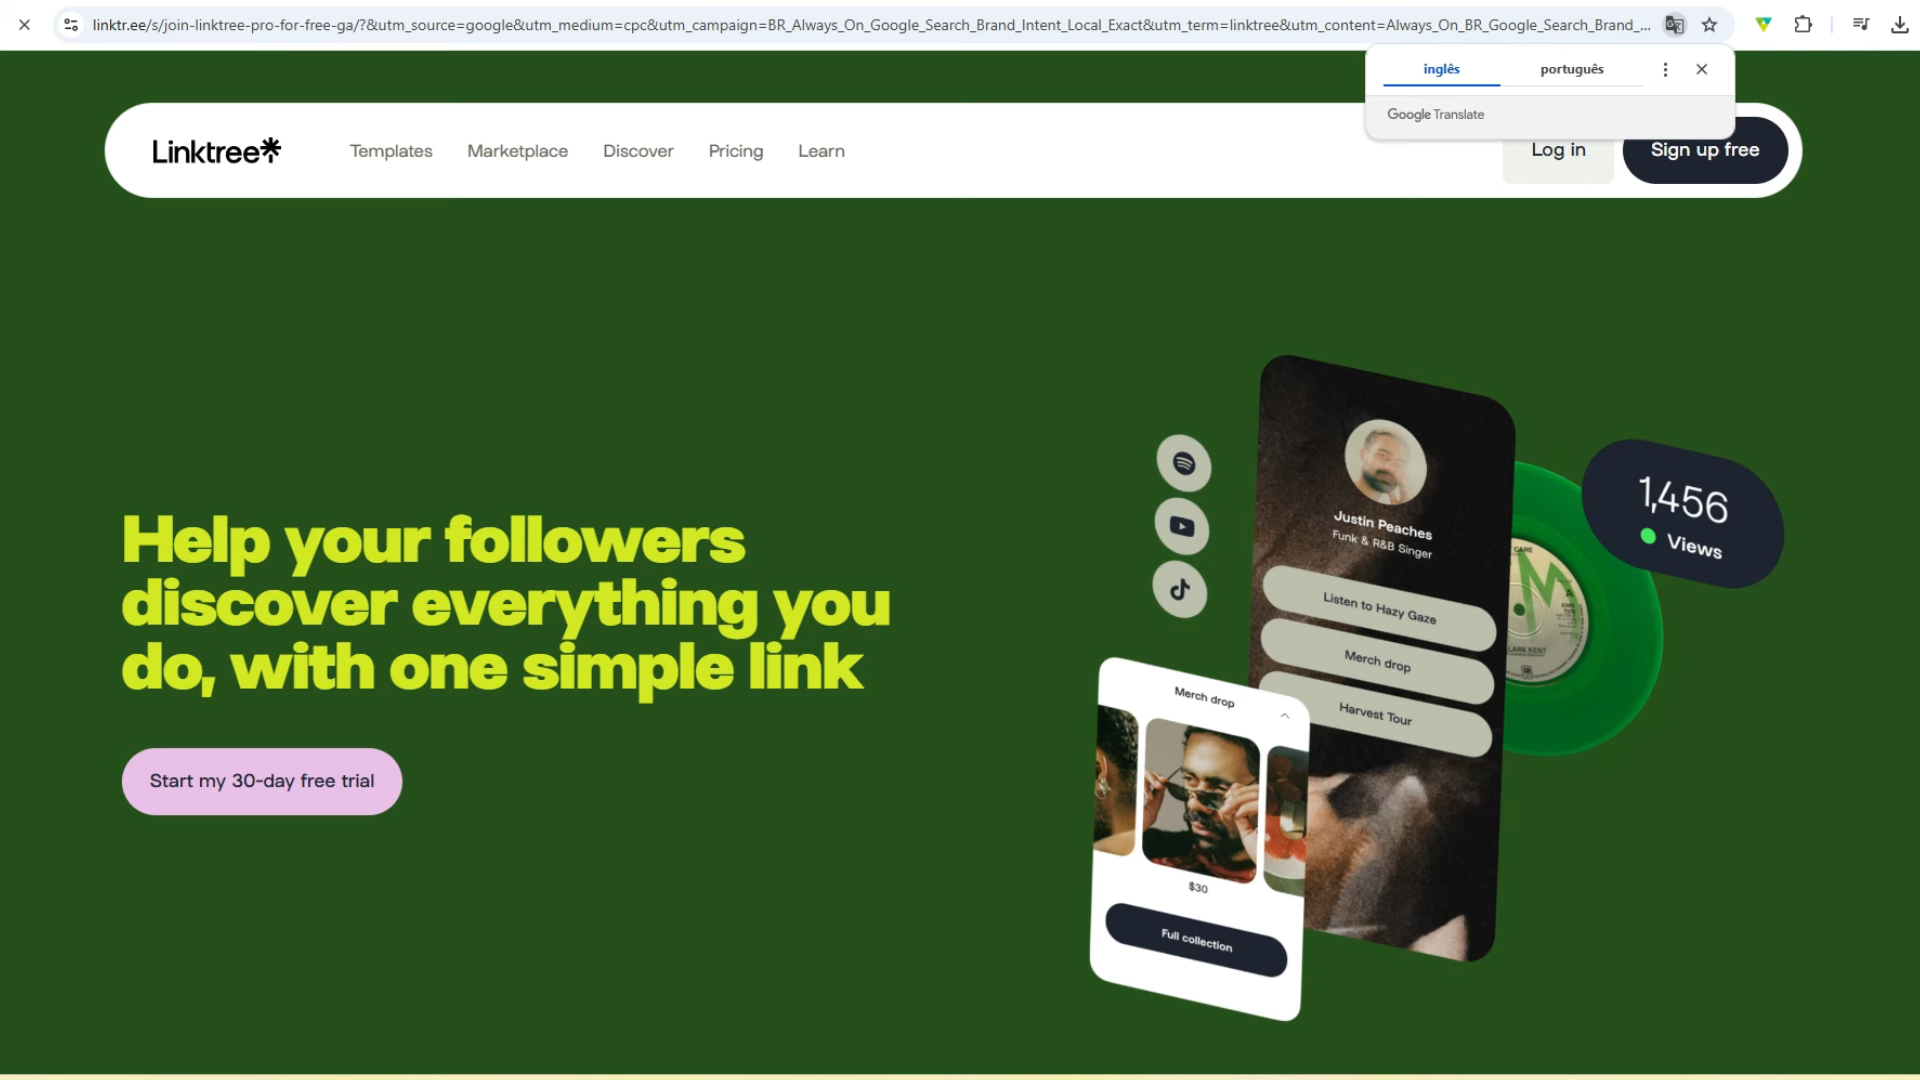 linktr.ee/s/join-linktree-pro-for-free-ga/?&utm_source=google&utm_medium=cpc&utm_campaign=BR_Always_On_Google_Search_Brand_Intent_Local_Exact&utm_term=linktree&utm_content=Always_On_BR_Google_Search_Brand_...
inglês português
Google Translate
Linktree Templates Marketplace Discover Pricing Learn Log in Sign up free
Help your followers
discover everything you
do, with one simple link
Start my 30-day free trial
Justin Peaches
Funk & R&B Singer
Listen to Hazy Gaze
Merch drop
Harvest Tour
1,456
Views
Merch drop
$30
Full collection